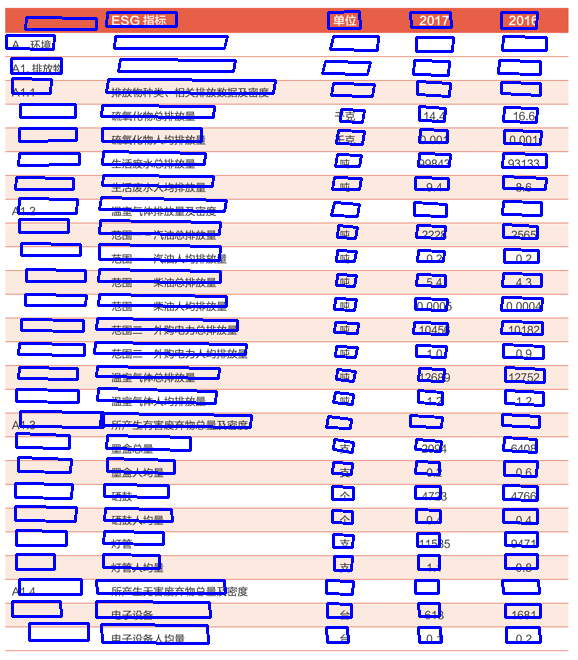 ESG 指标 单位 2017 2016
A 环境
A1 排放物
A1.1 排放物种类、相关排放数据及密度
硫氧化物总排放量 千克 14.4 16.6
硫氧化物人均排放量 千克 0.001 0.001
生活废水总排放量 吨 99843 93133
生活废水人均排放量 吨 9.4 8.6
A1.2 温室气体排放量及密度
范围一 汽油总排放量 吨 2228 2565
范围一 汽油人均排放量 吨 0.2 0.2
范围一 柴油总排放量 吨 5.4 4.3
范围一 柴油人均排放量 吨 0.0005 0.0004
范围二 外购电力总排放量 吨 10456 10182
范围二 外购电力人均排放量 吨 1.0 0.9
温室气体总排放量 吨 12689 12752
温室气体人均排放量 吨 1.2 1.2
A1.3 所产生有害废弃物总量及密度
墨盒总量 支 6408
墨盒人均量 支 0.6
硒鼓 个 4723 4766
硒鼓人均量 个 0.4
灯管 支 11535 9471
灯管人均量 支 0.8
A1.4 所产生无害废弃物总量及密度
电子设备 台 618 1681
电子设备人均量 台 0.1 0.2